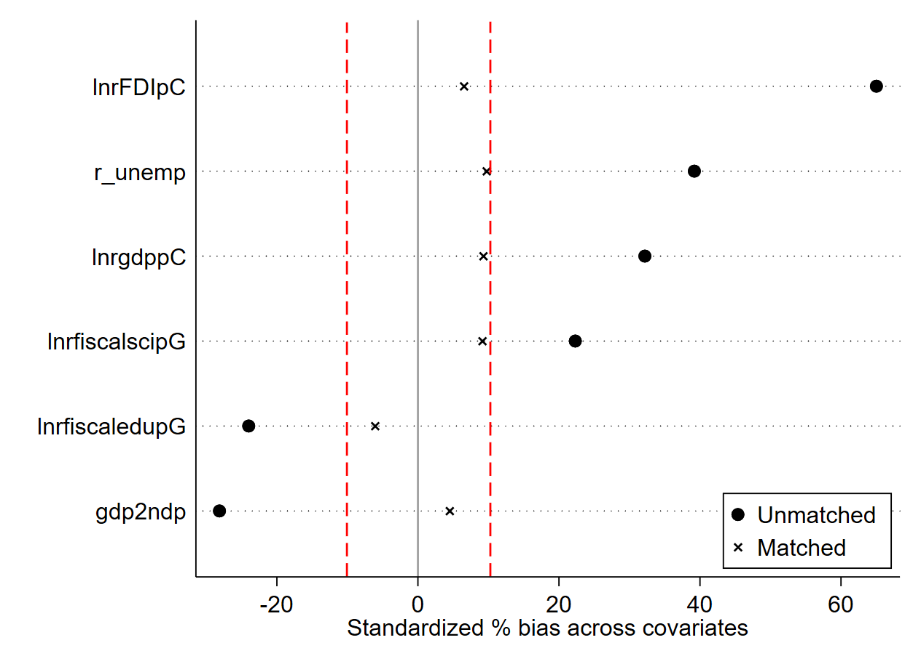 lnrFDIpC
r_unemp
lnrgdppC
lnrfiscalscipG
lnrfiscaledupG
gdp2ndp
Unmatched
Matched
-20 0 20 40 60
Standardized % bias across covariates